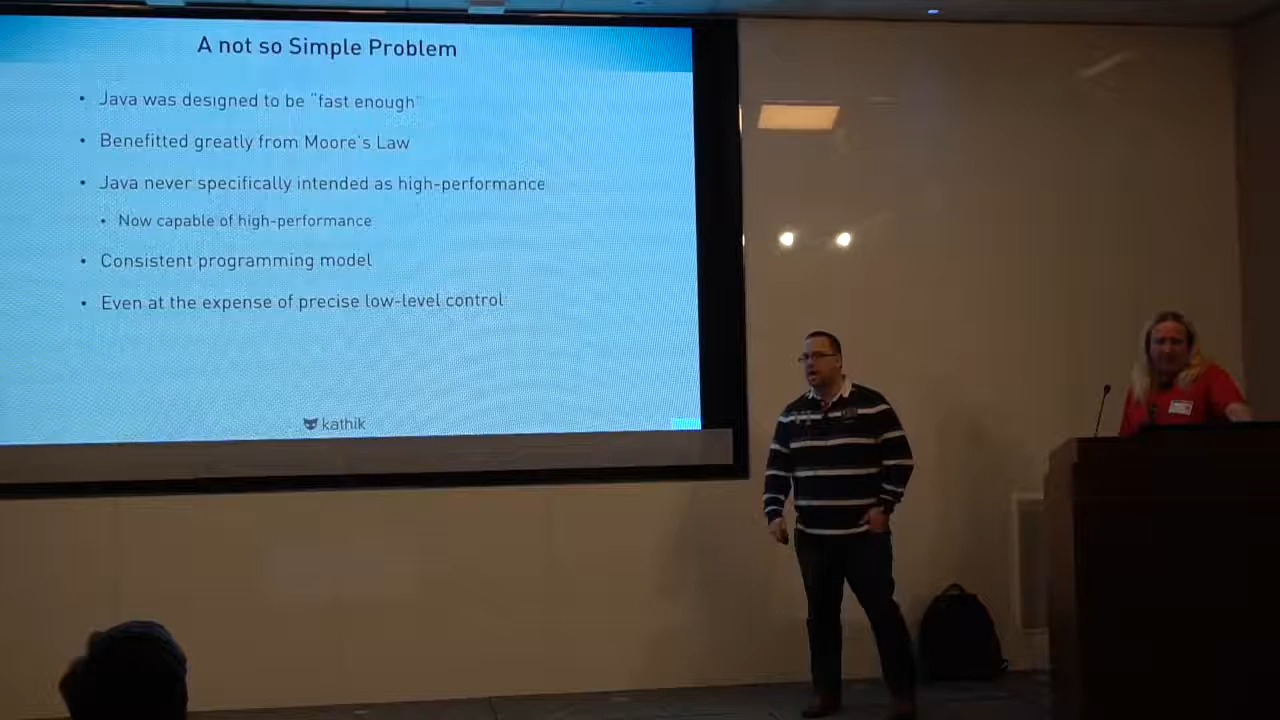 A not so Simple Problem
• Java was designed to be "fast enough"
• Benefitted greatly from Moore's Law
• Java never specifically intended as high-performance
• Now capable of high-performance
• Consistent programming model
• Even at the expense of precise low-level control
kathik